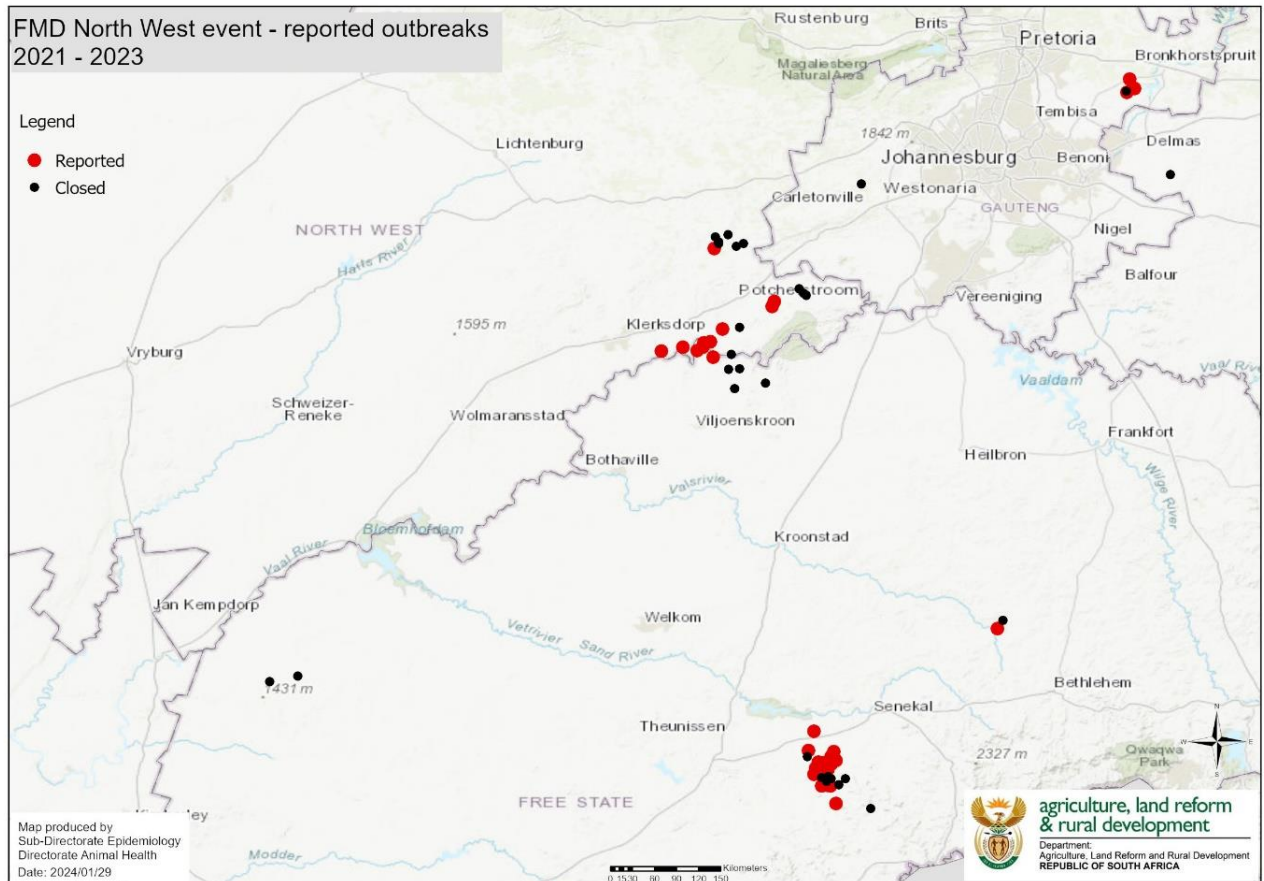 FMD North West event - reported outbreaks
2021 - 2023
Legend
Reported
Closed
Rustenburg
Brits
Pretoria
Bronkhorstspruit
Magaliesberg
Natural Area
Tembisa
Lichtenburg
1842 m
Delmas
Johannesburg
Benoni
Carletonville
Westonaria
GAUTENG
NORTH WEST
Nigel
Harts River
Balfour
Potchefstroom
Vereeniging
Klerksdorp
1595 m
Vryburg
Vaal
Vaaldam
Schweizer-
Reneke
Wolmaransstad
Viljoenskroon
Frankfort
Heilbron
Bothaville
Valsrivier
Wilge River
Bloemhofdam
Kroonstad
Vaal River
Jan Kempdorp
Welkom
Vetrivier
Sand River
1431 m
Bethlehem
Senekal
Theunissen
N
W
E
S
2327 m
Qwaqwa
Park
FREE STATE
Modder
Map produced by
Sub-Directorate Epidemiology
Directorate Animal Health
Date: 2024/01/29
Kilometers
0 15 30 60 90 120 150
agriculture, land reform
& rural development
Department:
Agriculture, Land Reform and Rural Development
REPUBLIC OF SOUTH AFRICA